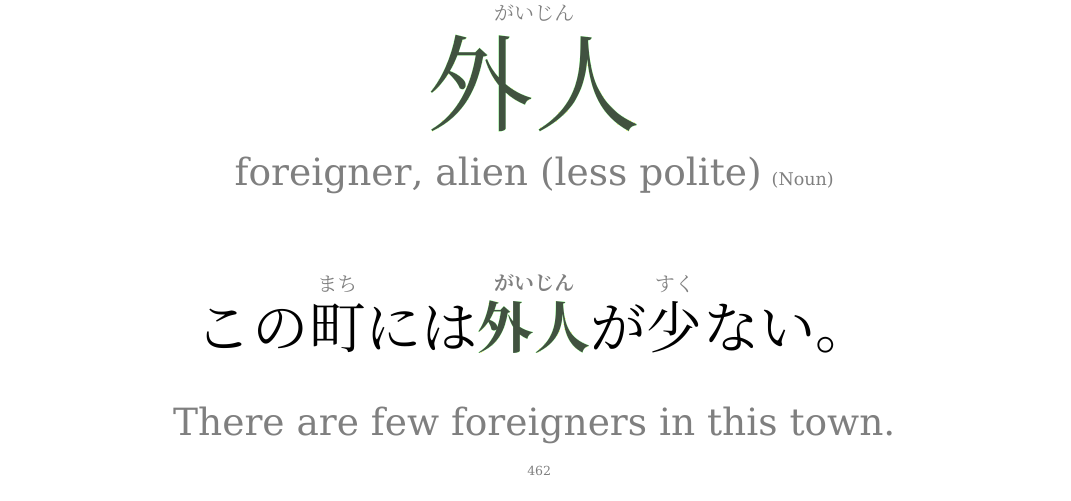 がいじん
外人
foreigner, alien (less polite) (Noun)
まち がいじん すく
この町には外人が少ない。
There are few foreigners in this town.
462